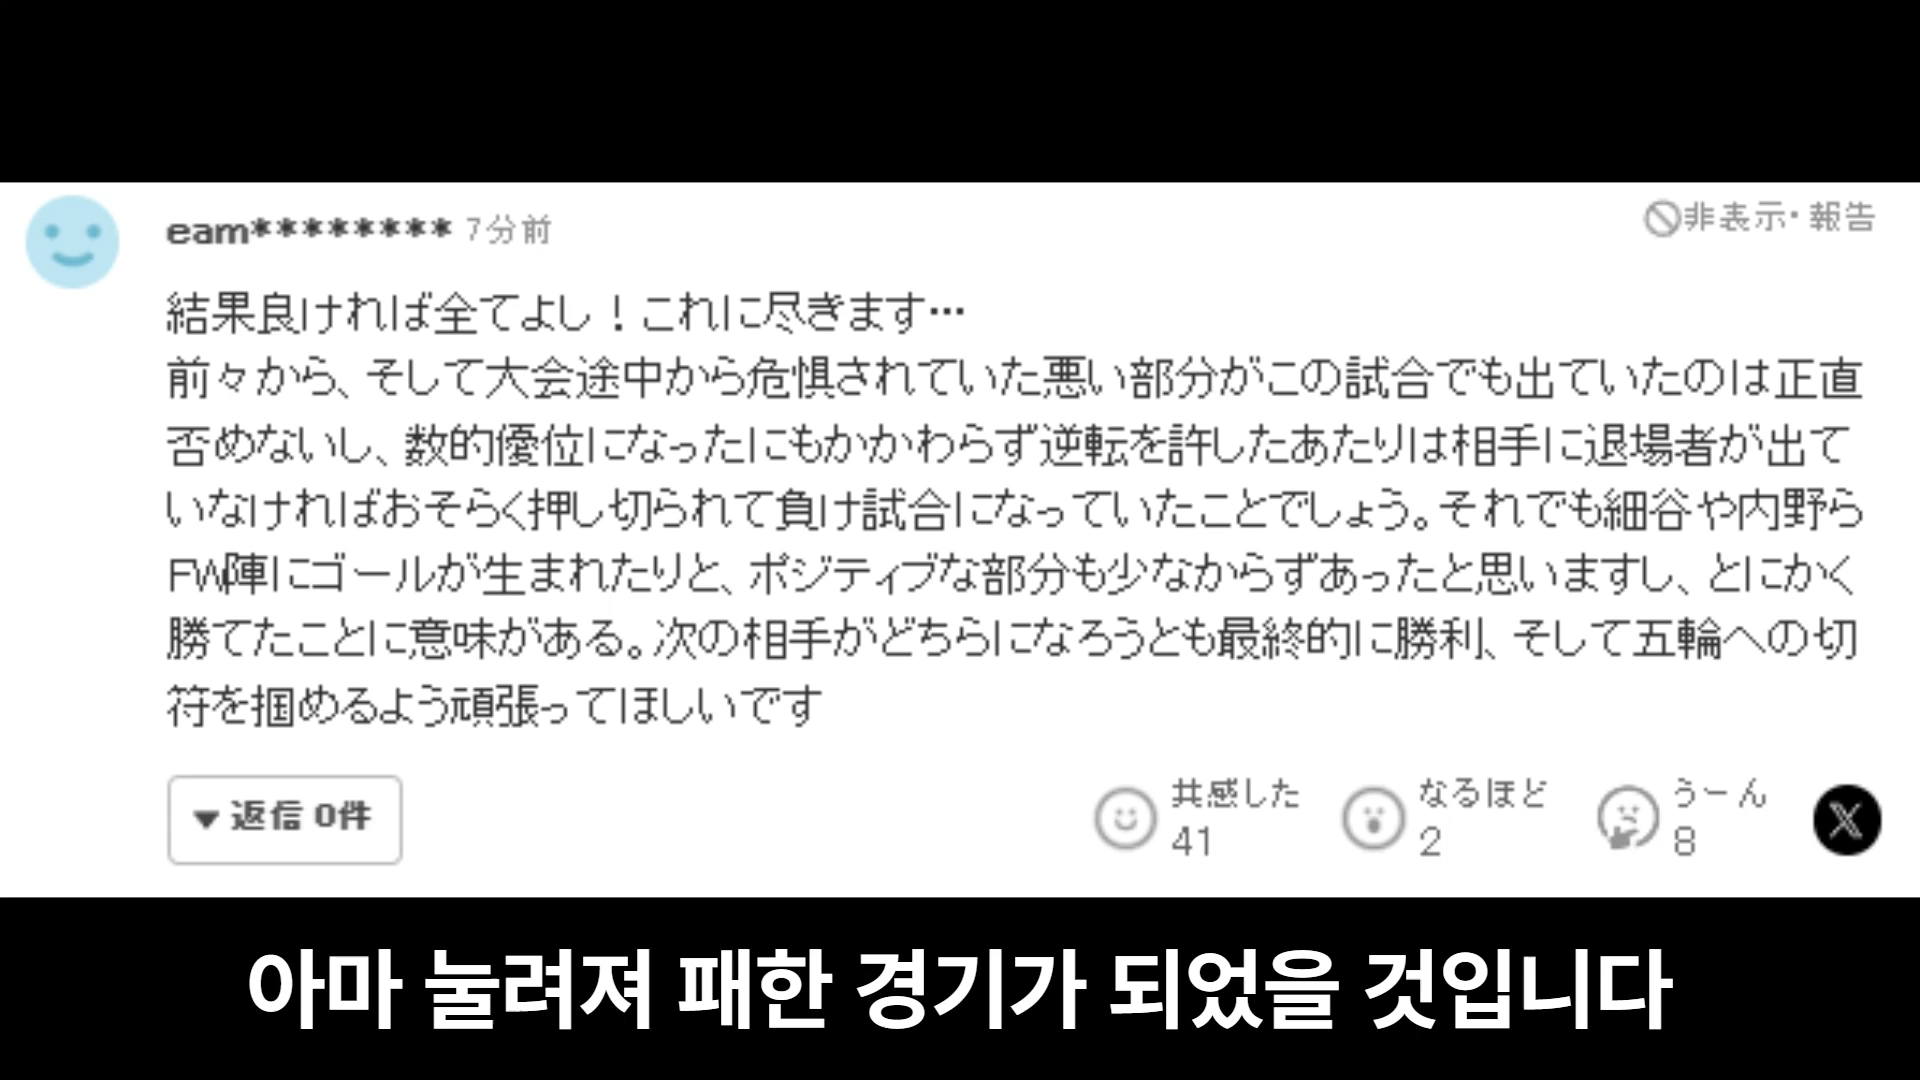 eam******** 7分前
非表示・報告
結果良ければ全てよし！これに尽きます…
前々から、そして大会途中から危惧されていた悪い部分がこの試合でも出ていたのは正直
否めないし、数的優位になったにもかかわらず逆転を許したあたりは相手に退場者が出て
いなければおそらく押し切られて負け試合になっていたことでしょう。それでも細谷や内野ら
FW陣にゴールが生まれたりと、ポジティブな部分も少なからずあったと思いますし、とにかく
勝てたことに意味がある。次の相手がどちらになろうとも最終的に勝利、そして五輪への切
符を掴めるよう頑張ってほしいです
返信 0件
共感した
41
なるほど
2
うーん
8
아마 눌려져 패한 경기가 되었을 것입니다